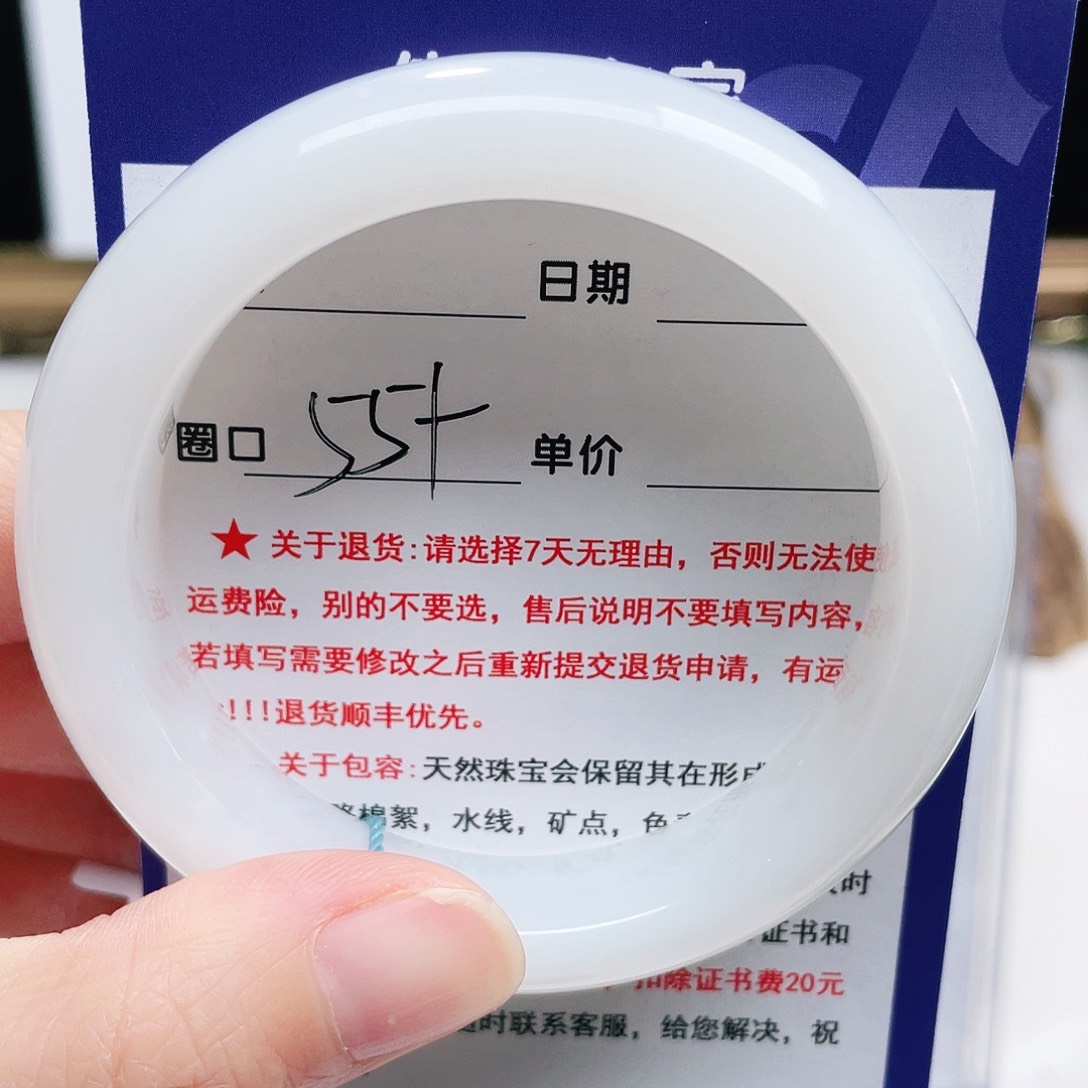 家
日期
圈口 55+ 单价
★关于退货:请选择7天无理由，否则无法使
运费险，别的不要选，售后说明不要填写内容，
若填写需要修改之后重新提交退货申请，有运
!!!退货顺丰优先。
关于包容:天然珠宝会保留其在形成
棉絮，水线，矿点，色
时
证书和
扣除证书费20元
随时联系客服，给您解决，祝